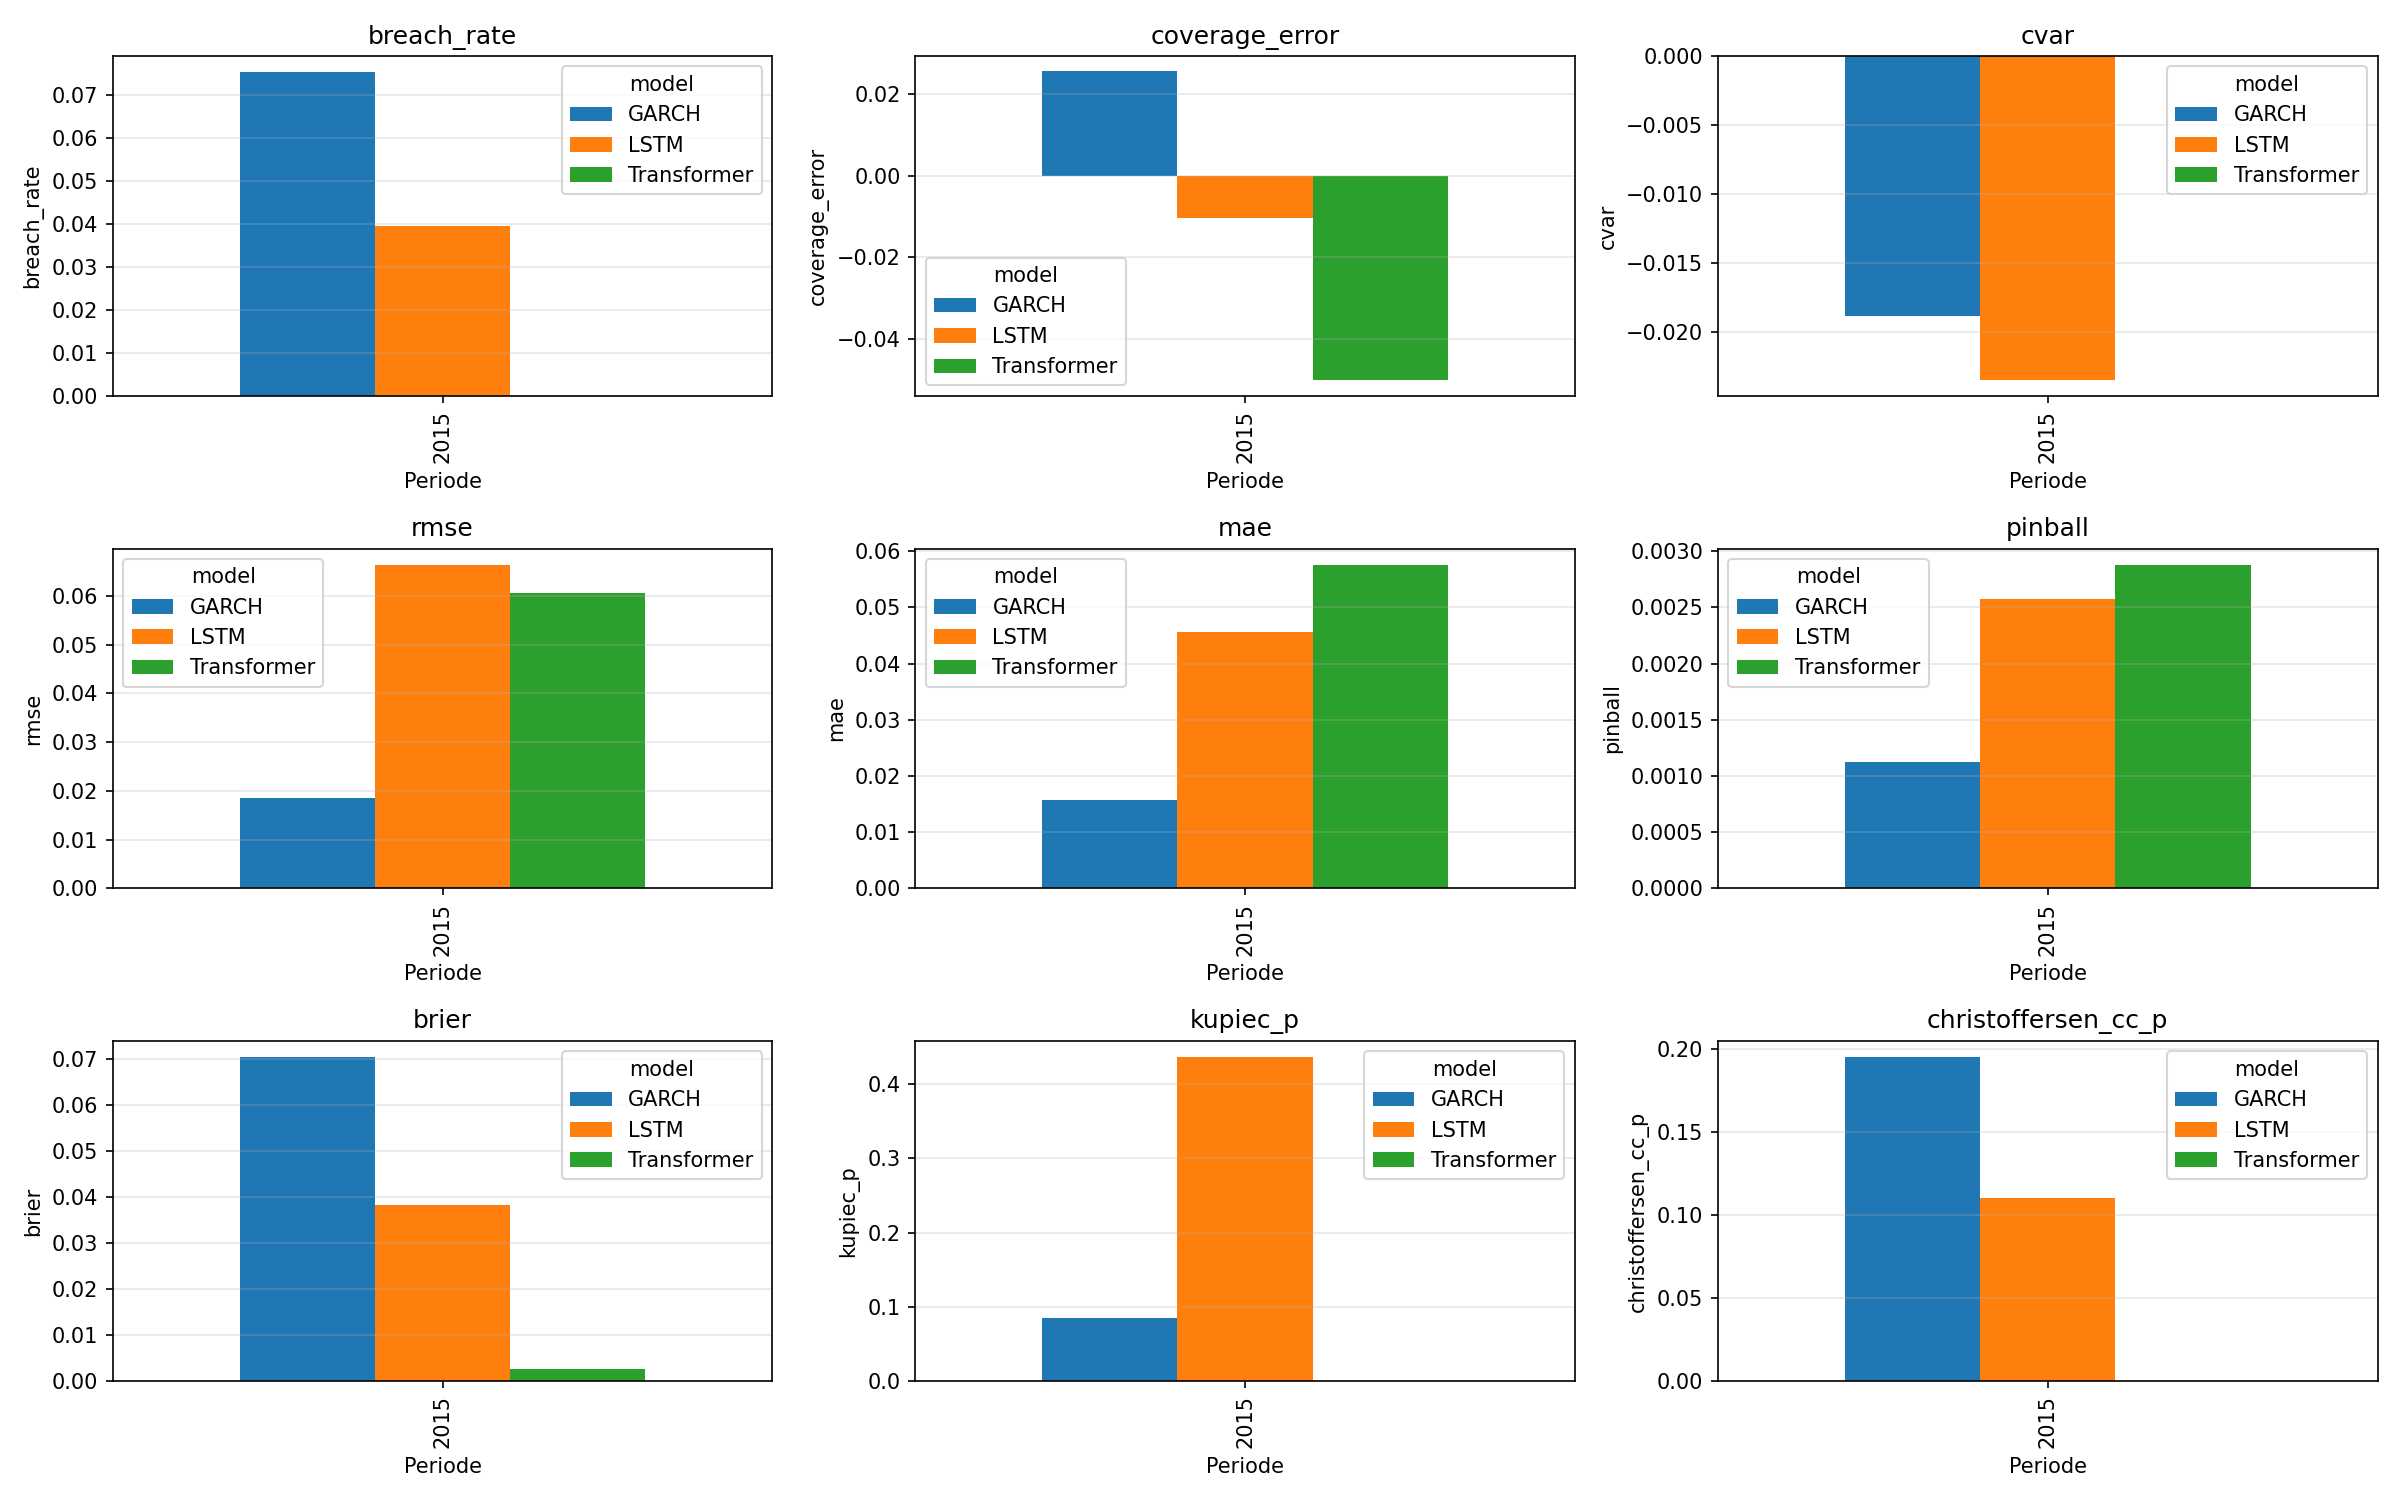 breach_rate
breach_rate
0.07
0.06
0.05
0.04
0.03
0.02
0.01
0.00
model
GARCH
LSTM
Transformer
2015
Periode
coverage_error
coverage_error
0.02
0.00
−0.02
−0.04
model
GARCH
LSTM
Transformer
2015
Periode
cvar
cvar
0.000
−0.005
−0.010
−0.015
−0.020
model
GARCH
LSTM
Transformer
2015
Periode
rmse
rmse
0.06
0.05
0.04
0.03
0.02
0.01
0.00
model
GARCH
LSTM
Transformer
2015
Periode
mae
mae
0.06
0.05
0.04
0.03
0.02
0.01
0.00
model
GARCH
LSTM
Transformer
2015
Periode
pinball
pinball
0.0030
0.0025
0.0020
0.0015
0.0010
0.0005
0.0000
model
GARCH
LSTM
Transformer
2015
Periode
brier
brier
0.07
0.06
0.05
0.04
0.03
0.02
0.01
0.00
model
GARCH
LSTM
Transformer
2015
Periode
kupiec_p
kupiec_p
0.4
0.3
0.2
0.1
0.0
model
GARCH
LSTM
Transformer
2015
Periode
christoffersen_cc_p
christoffersen_cc_p
0.20
0.15
0.10
0.05
0.00
model
GARCH
LSTM
Transformer
2015
Periode